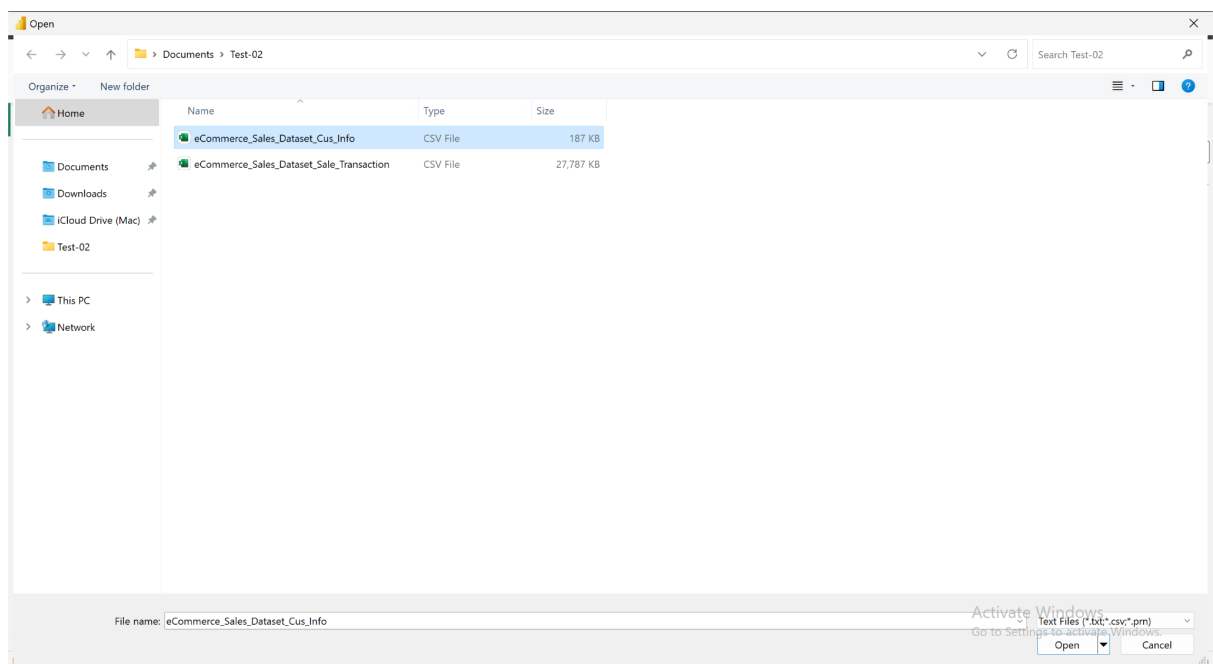 Open
Documents > Test-02
Search Test-02
Organize
New folder
Home
Documents
Downloads
iCloud Drive (Mac)
Test-02
This PC
Network
Name Type Size
eCommerce_Sales_Dataset_Cus_Info CSV File 187 KB
eCommerce_Sales_Dataset_Sale_Transaction CSV File 27,787 KB
File name: eCommerce_Sales_Dataset_Cus_Info
Text Files (*.txt;*.csv;*.prn)
Activate Windows
Go to Settings to activate Windows.
Open
Cancel